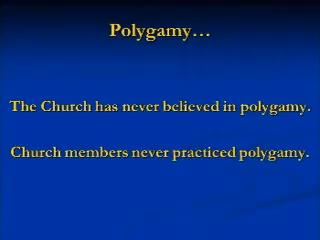 Polygamy…
The Church has never believed in polygamy.
Church members never practiced polygamy.